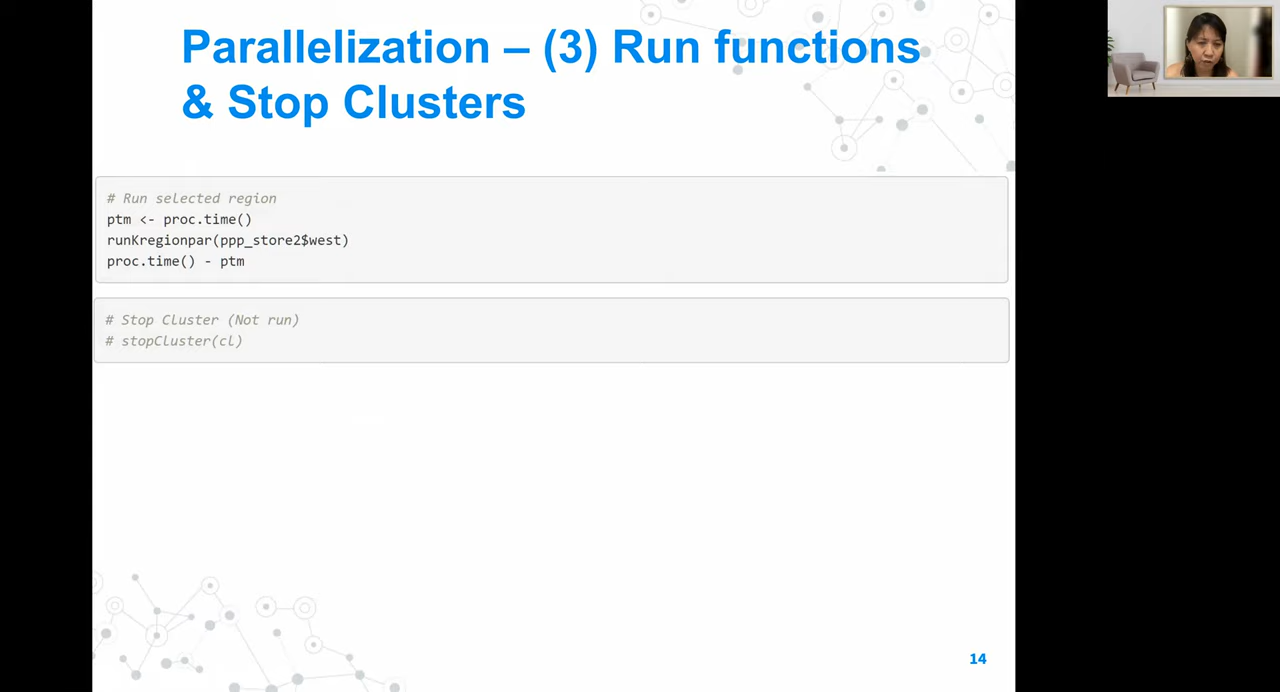 Parallelization – (3) Run functions
& Stop Clusters
# Run selected region
ptm <- proc.time()
runKregionpar(ppp_store2$west)
proc.time() - ptm
# Stop Cluster (Not run)
# stopCluster(cl)
14